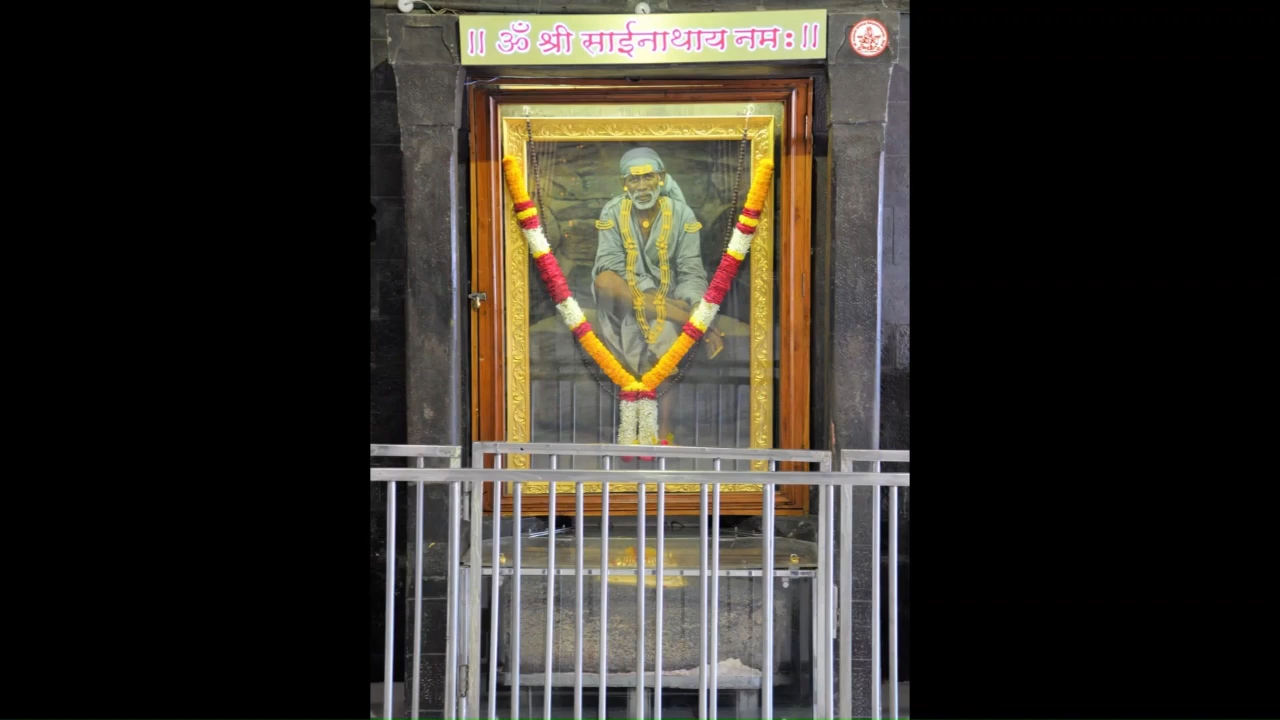 ॥ ॐ श्री साईनाथाय नमः ॥